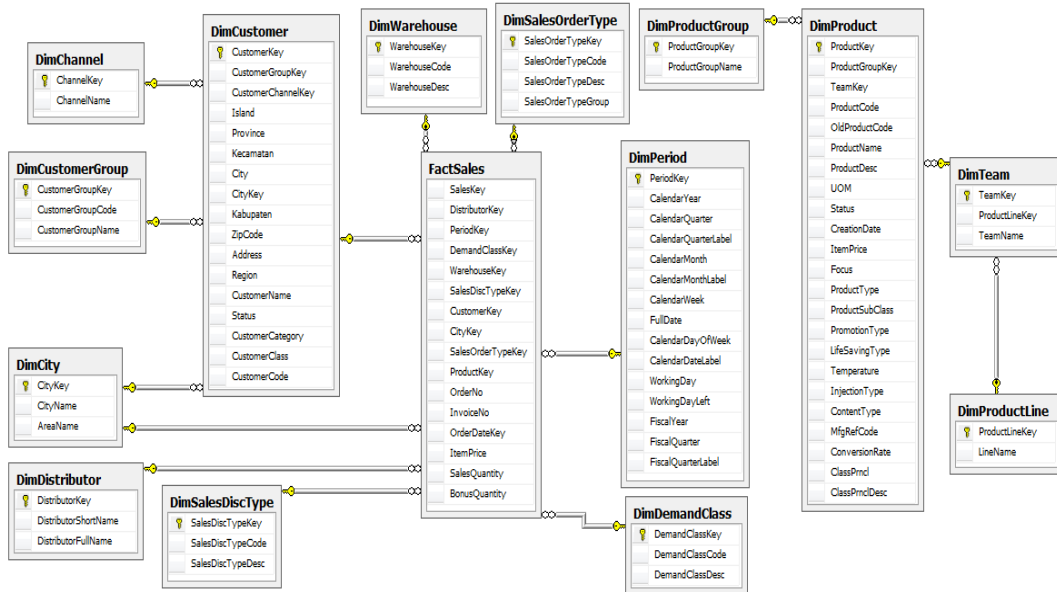 DimChannel
ChannelKey
ChannelName
DimCustomerGroup
CustomerGroupKey
CustomerGroupCode
CustomerGroupName
DimCity
CityKey
CityName
AreaName
DimDistributor
DistributorKey
DistributorShortName
DistributorFullName
DimSalesDiscType
SalesDiscTypeKey
SalesDiscTypeCode
SalesDiscTypeDesc
DimCustomer
CustomerKey
CustomerGroupKey
CustomerChannelKey
Island
Province
Kecamatan
City
CityKey
Kabupaten
ZipCode
Address
Region
CustomerName
Status
CustomerCategory
CustomerClass
CustomerCode
DimWarehouse
WarehouseKey
WarehouseCode
WarehouseDesc
DimSalesOrderType
SalesOrderTypeKey
SalesOrderTypeCode
SalesOrderTypeDesc
SalesOrderTypeGroup
FactSales
SalesKey
DistributorKey
PeriodKey
DemandClassKey
WarehouseKey
SalesDiscTypeKey
CustomerKey
CityKey
SalesOrderTypeKey
ProductKey
OrderNo
InvoiceNo
OrderDateKey
ItemPrice
SalesQuantity
BonusQuantity
DimPeriod
PeriodKey
CalendarYear
CalendarQuarter
CalendarQuarterLabel
CalendarMonth
CalendarMonthLabel
CalendarWeek
FullDate
CalendarDayOfWeek
CalendarDateLabel
WorkingDay
WorkingDayLeft
FiscalYear
FiscalQuarter
FiscalQuarterLabel
DimDemandClass
DemandClassKey
DemandClassCode
DemandClassDesc
DimProductGroup
ProductGroupKey
ProductGroupName
DimProduct
ProductKey
ProductGroupKey
TeamKey
ProductCode
OldProductCode
ProductName
ProductDesc
UOM
Status
CreationDate
ItemPrice
Focus
ProductType
ProductSubClass
PromotionType
LifeSavingType
Temperature
InjectionType
ContentType
MfgRefCode
ConversionRate
ClassPrncl
ClassPrnclDesc
DimTeam
TeamKey
ProductLineKey
TeamName
DimProductLine
ProductLineKey
LineName